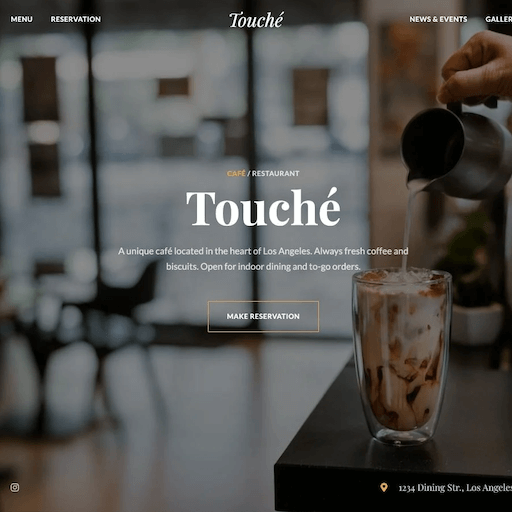 MENU RESERVATION Touché NEWS & EVENTS
CAFÉ / RESTAURANT
Touché
A unique café located in the heart of Los Angeles. Always fresh coffee and
biscuits. Open for indoor dining and to-go orders.
MAKE RESERVATION
1234 Dining Str., Los Angeles